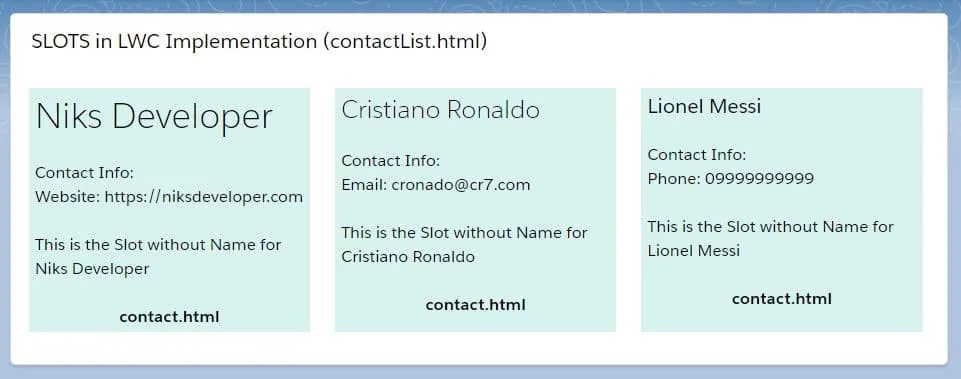 SLOTS in LWC Implementation (contactList.html)
Niks Developer
Contact Info:
Website: https://niksdeveloper.com
This is the Slot without Name for
Niks Developer
contact.html
Cristiano Ronaldo
Contact Info:
Email: cronado@cr7.com
This is the Slot without Name for
Cristiano Ronaldo
contact.html
Lionel Messi
Contact Info:
Phone: 09999999999
This is the Slot without Name for
Lionel Messi
contact.html